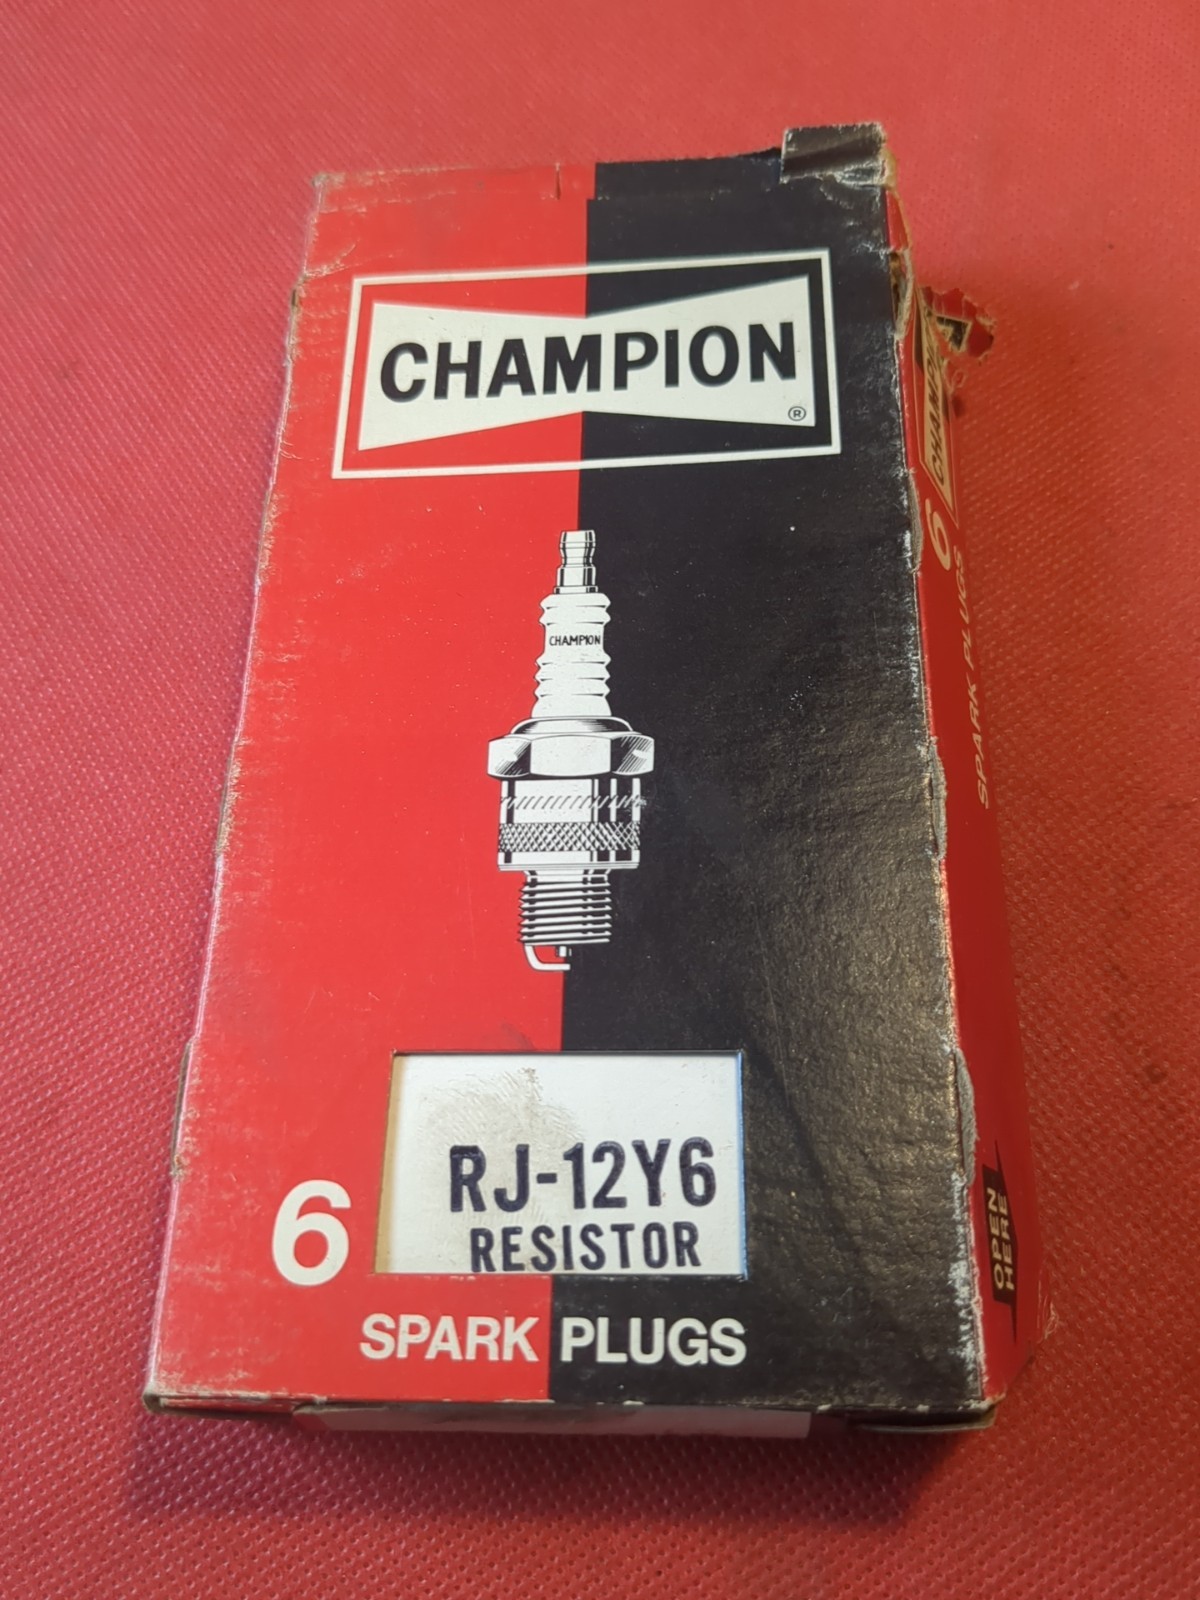 CHAMPION
®
CHAMPION
RJ-12Y6
RESISTOR
6
SPARK PLUGS
CHAMPION
6
SPARK PLUGS
OPEN
HERE